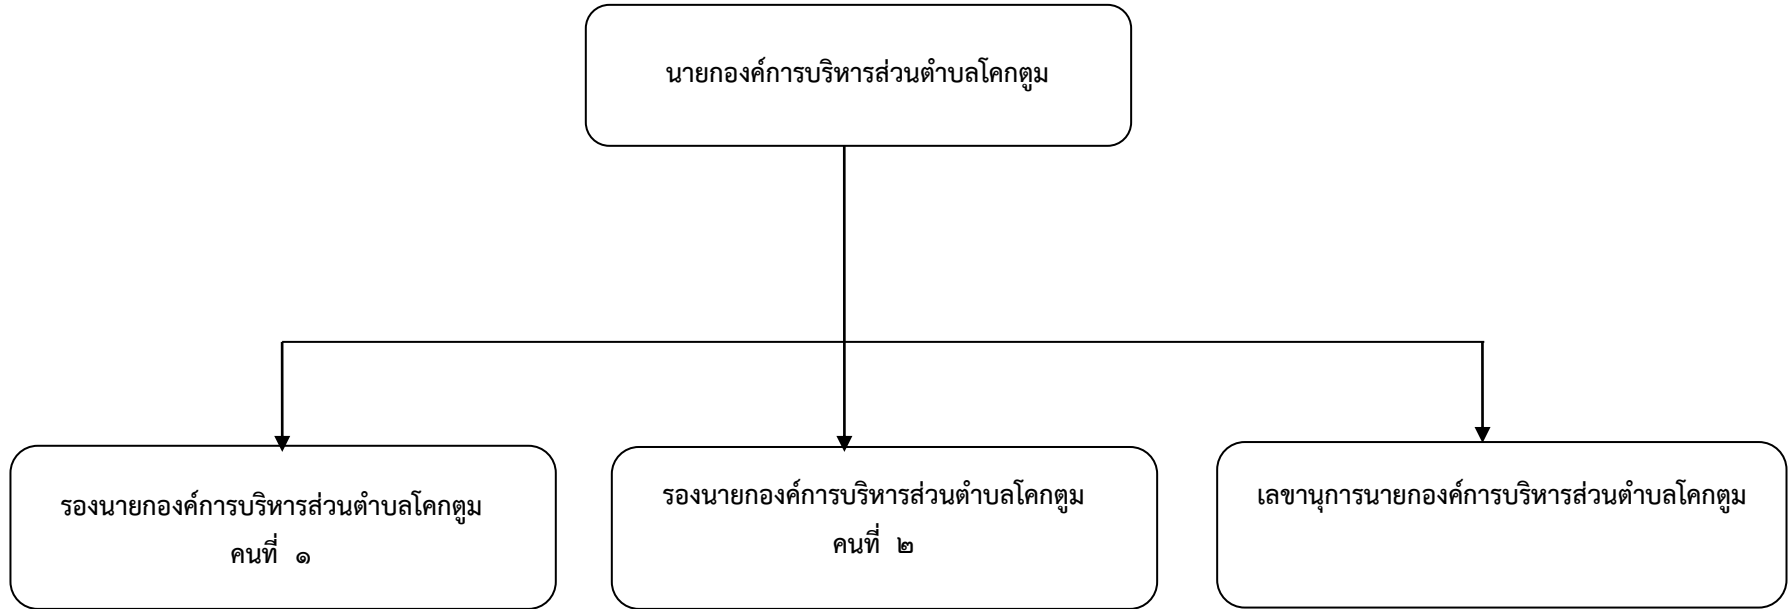 นายกองค์การบริหารส่วนตำบลโคกตูม
รองนายกองค์การบริหารส่วนตำบลโคกตูม
คนที่ ๑
รองนายกองค์การบริหารส่วนตำบลโคกตูม
คนที่ ๒
เลขานุการนายกองค์การบริหารส่วนตำบลโคกตูม